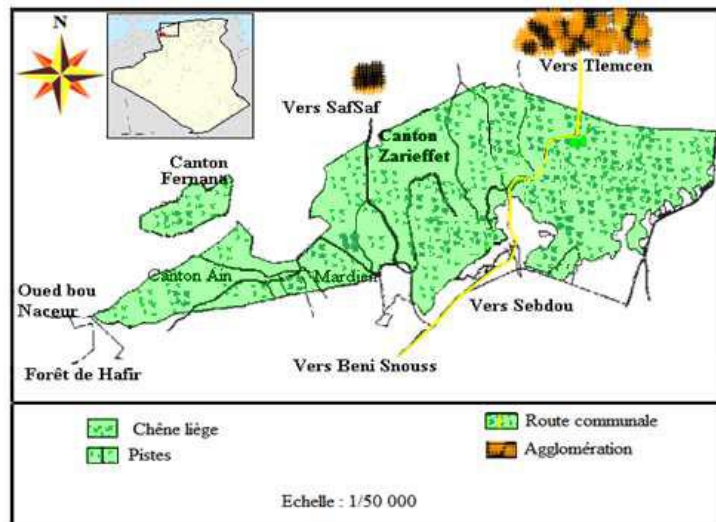 N
Vers Tlemcen
Vers SafSaf
Canton
Zarieffet
Canton
Fernana
Canton Ain
Mardien
Oued bou
Naceur
Vers Sebdou
Vers Beni Snouss
Forêt de Hafir
Chêne liège
Route communale
Pistes
Agglomération
Echelle : 1/50 000